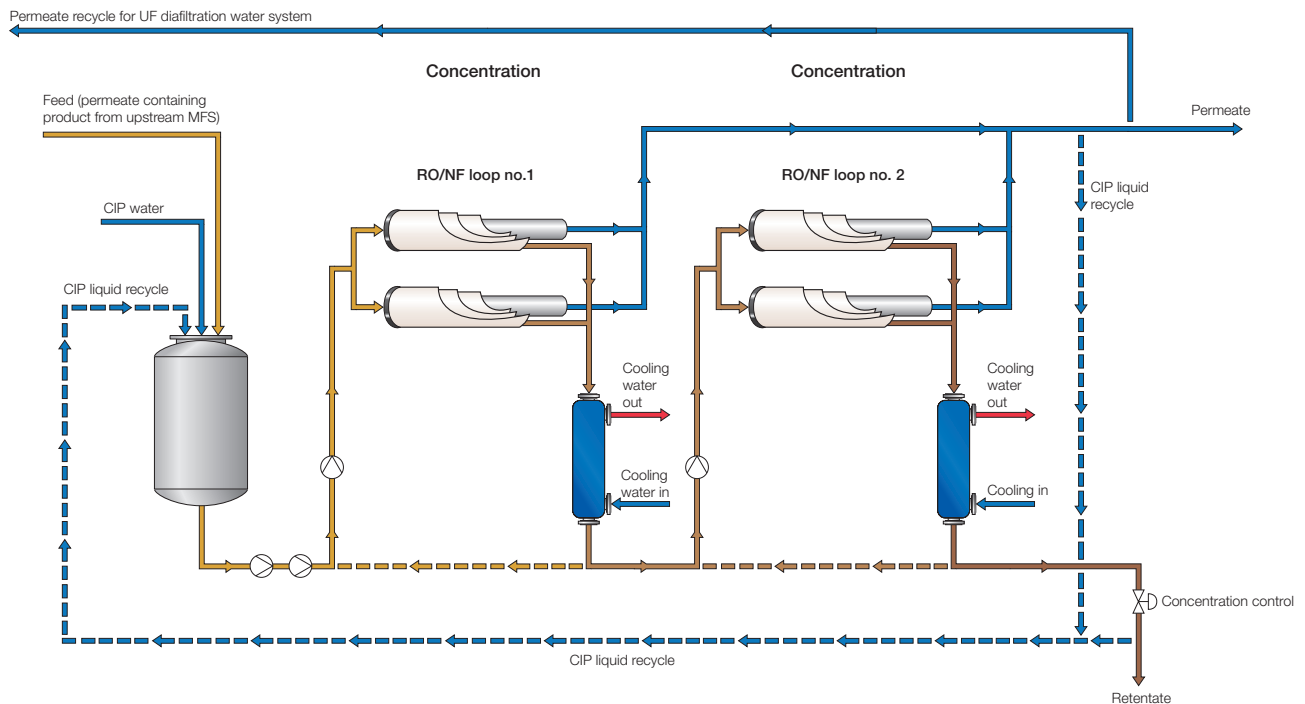 Permeate recycle for UF diafiltration water system
Concentration
Concentration
Feed (permeate containing
product from upstream MFS)
Permeate
RO/NF loop no.1
RO/NF loop no. 2
CIP liquid
recycle
CIP water
CIP liquid recycle
Cooling
water
out
Cooling
water
out
Cooling
water in
Cooling in
Concentration control
CIP liquid recycle
Retentate